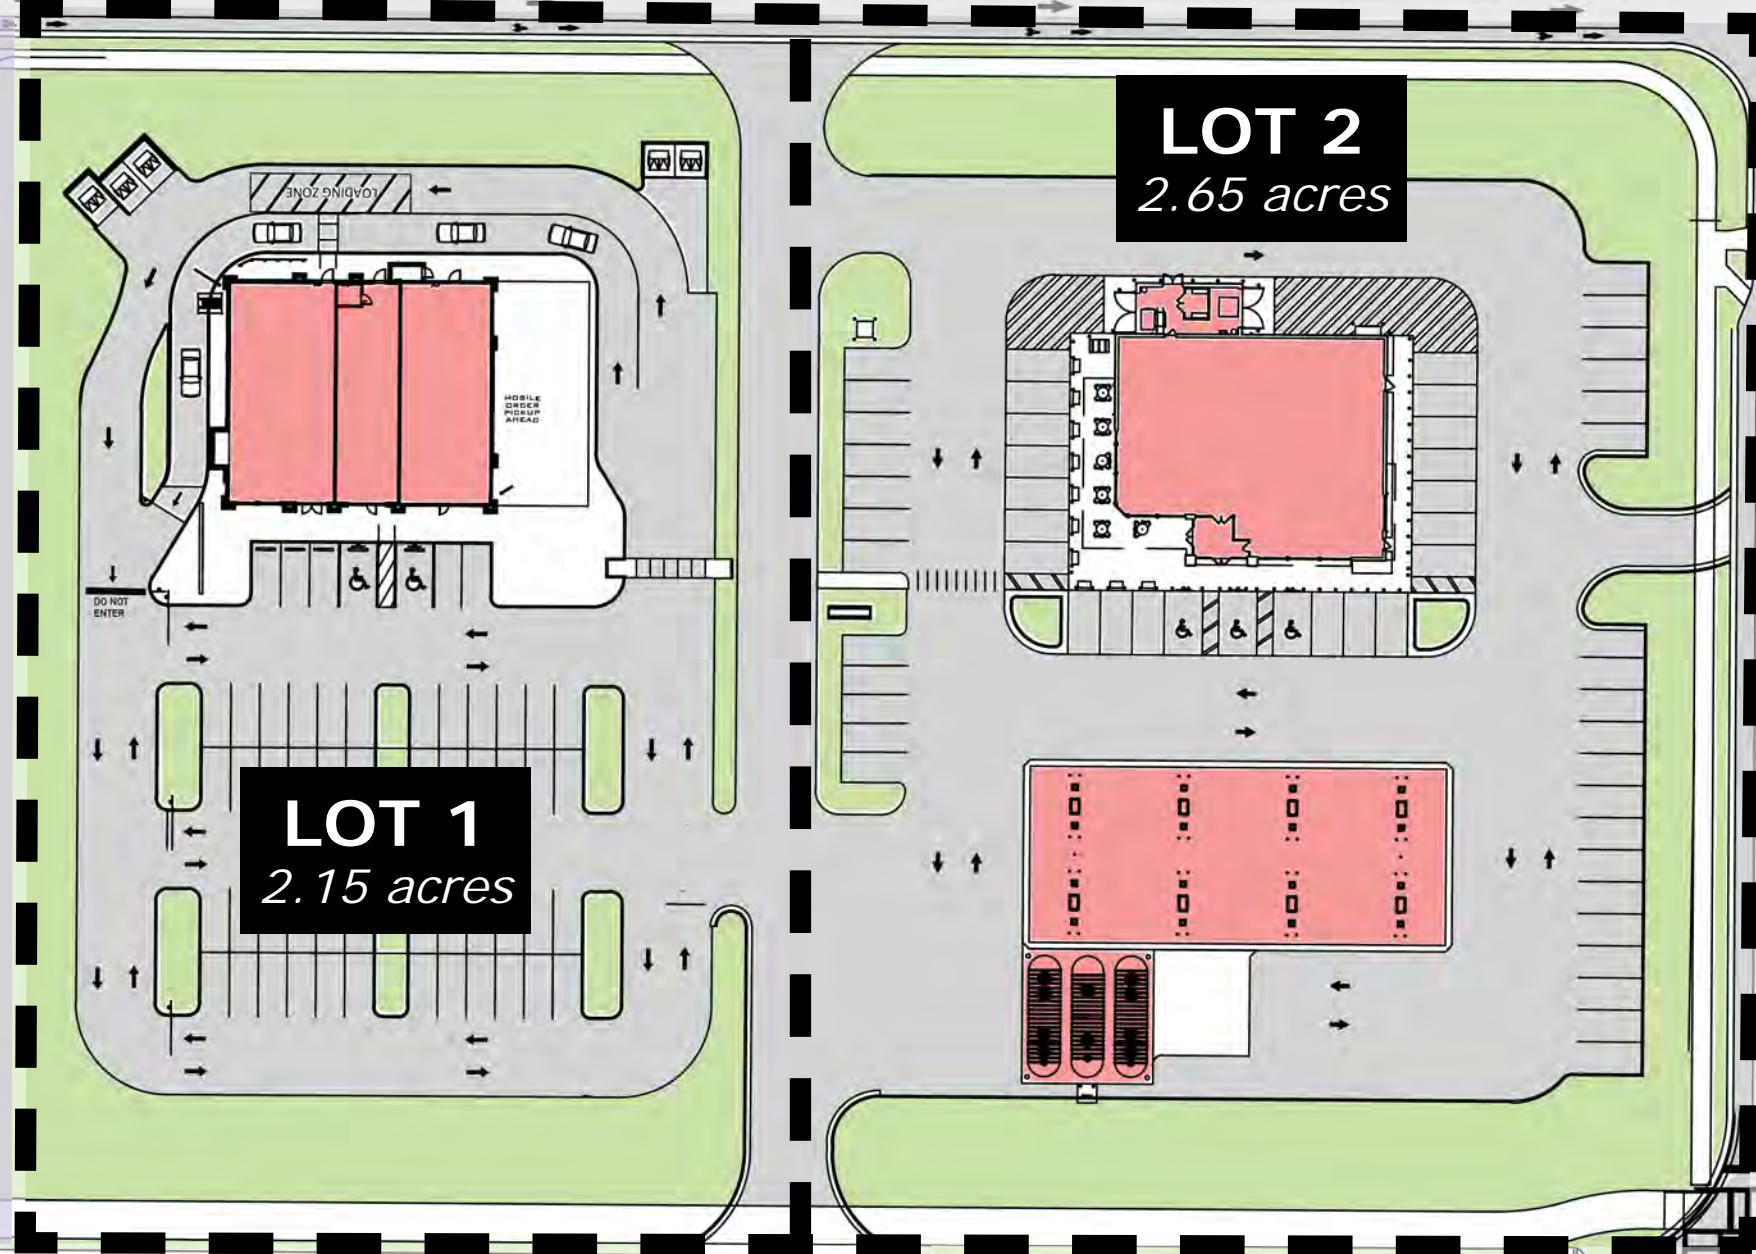 LOT 2
2.65 acres
LOADING ZONE
MOBILE
ORDER
PICKUP
AHEAD
DO NOT
ENTER
LOT 1
2.15 acres